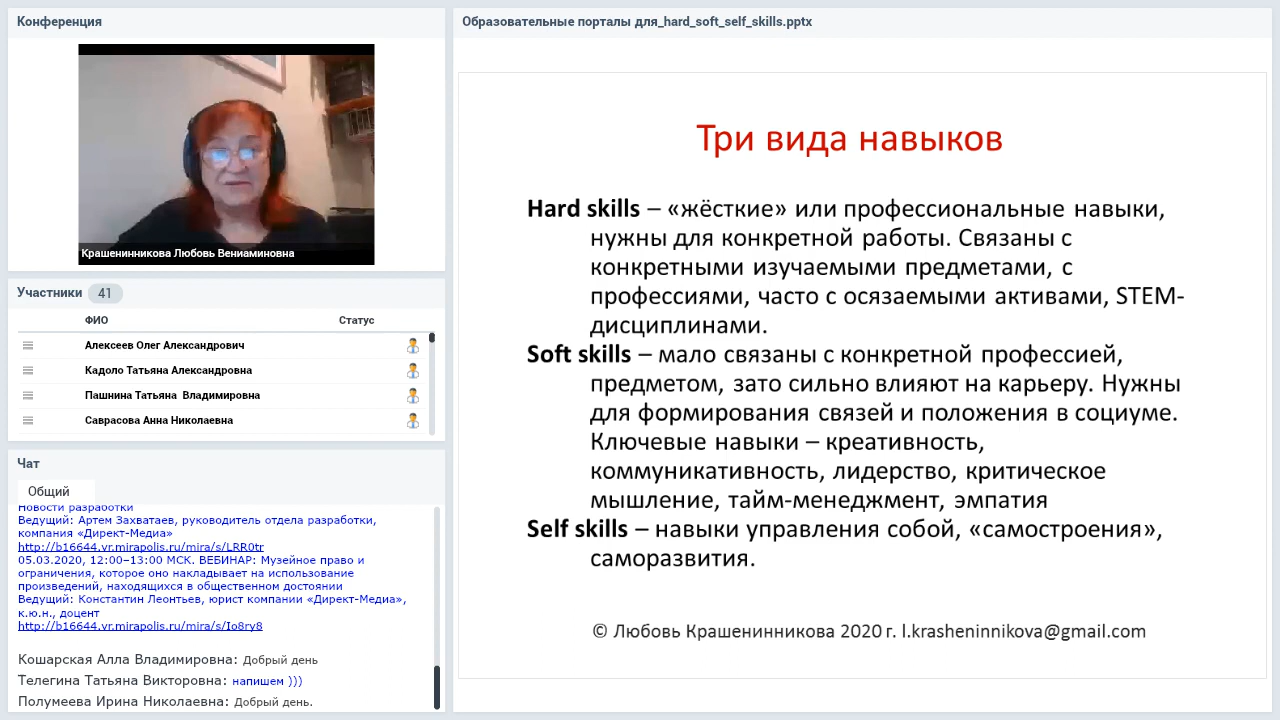 Конференция
Крашенинникова Любовь Вениаминовна
Участники 41
ФИО Статус
Алексеев Олег Александрович
Кадоло Татьяна Александровна
Пашнина Татьяна Владимировна
Саврасова Анна Николаевна
Чат
Общий
Новости разработки
Ведущий: Артем Захватаев, руководитель отдела разработки,
компания «Директ-Медиа»
http://b16644.vr.mirapolis.ru/mira/s/LRR0tr
05.03.2020, 12:00–13:00 МСК. ВЕБИНАР: Музейное право и
ограничения, которое оно накладывает на использование
произведений, находящихся в общественном достоянии
Ведущий: Константин Леонтьев, юрист компании «Директ-Медиа»,
к.ю.н., доцент
http://b16644.vr.mirapolis.ru/mira/s/Io8ry8
Кошарская Алла Владимировна: Добрый день
Телегина Татьяна Викторовна: напишем )))
Полумеева Ирина Николаевна: Добрый день.
Образовательные порталы для_hard_soft_self_skills.pptx
Три вида навыков
Hard skills – «жёсткие» или профессиональные навыки,
нужны для конкретной работы. Связаны с
конкретными изучаемыми предметами, с
профессиями, часто с осязаемыми активами, STEM-
дисциплинами.
Soft skills – мало связаны с конкретной профессией,
предметом, зато сильно влияют на карьеру. Нужны
для формирования связей и положения в социуме.
Ключевые навыки – креативность,
коммуникативность, лидерство, критическое
мышление, тайм-менеджмент, эмпатия
Self skills – навыки управления собой, «самостроения»,
саморазвития.
© Любовь Крашенинникова 2020 г. l.krasheninnikova@gmail.com